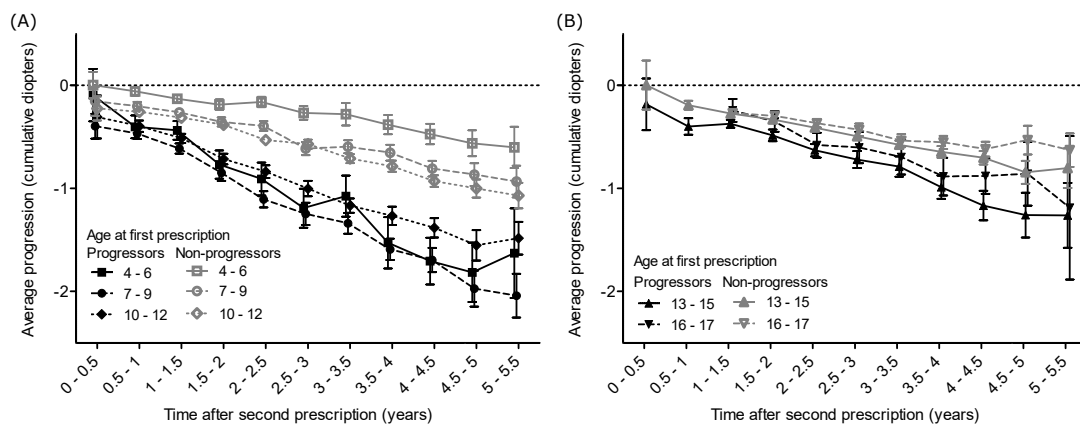 (A)
Average progression (cumulative diopters)
0
-1
-2
Age at first prescription
Progressors Non-progressors
4 - 6 4 - 6
7 - 9 7 - 9
10 - 12 10 - 12
0 - 0.5 0.5 - 1 1 - 1.5 1.5 - 2 2 - 2.5 2.5 - 3 3 - 3.5 3.5 - 4 4 - 4.5 4.5 - 5 5 - 5.5
Time after second prescription (years)
(B)
Average progression (cumulative diopters)
0
-1
-2
Age at first prescription
Progressors Non-progressors
13 - 15 13 - 15
16 - 17 16 - 17
0 - 0.5 0.5 - 1 1 - 1.5 1.5 - 2 2 - 2.5 2.5 - 3 3 - 3.5 3.5 - 4 4 - 4.5 4.5 - 5 5 - 5.5
Time after second prescription (years)